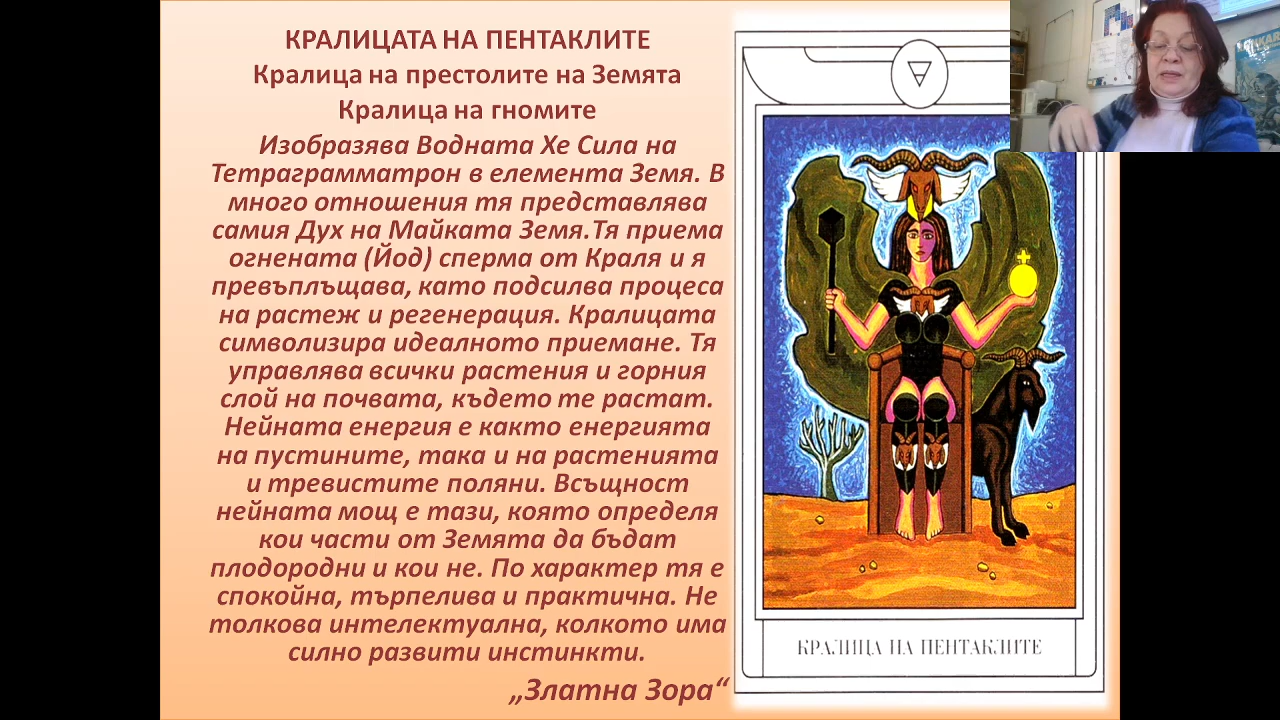 КРАЛИЦАТА НА ПЕНТАКЛИТЕ
Кралица на престолите на Земята
Кралица на гномите
Изобразява Водната Хе Сила на
Тетраграмматрон в елемента Земя. В
много отношения тя представлява
самия Дух на Майката Земя.Тя приема
огнената (Йод) сперма от Краля и я
превъплъщава, като подсилва процеса
на растеж и регенерация. Кралицата
символизира идеалното приемане. Тя
управлява всички растения и горния
слой на почвата, където те растат.
Нейната енергия е както енергията
на пустините, така и на растенията
и тревистите поляни. Всъщност
нейната мощ е тази, която определя
кои части от Земята да бъдат
плодородни и кои не. По характер тя е
спокойна, търпелива и практична. Не
толкова интелектуална, колкото има
силно развити инстинкти.
„Златна Зора“
КРАЛИЦА НА ПЕНТАКЛИТЕ